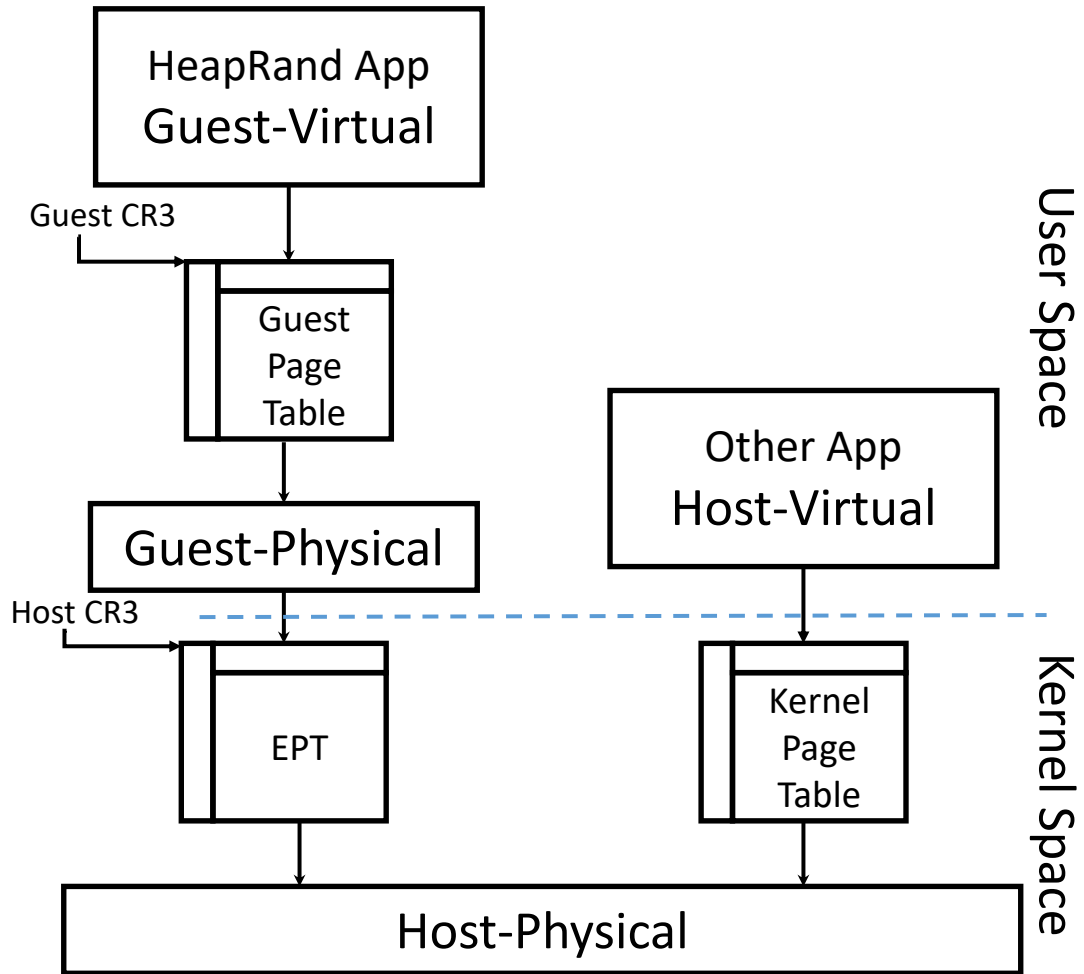 HeapRand App
Guest-Virtual
Guest CR3
Guest
Page
Table
Guest-Physical
Host CR3
EPT
Other App
Host-Virtual
Kernel
Page
Table
Host-Physical
User Space
Kernel Space